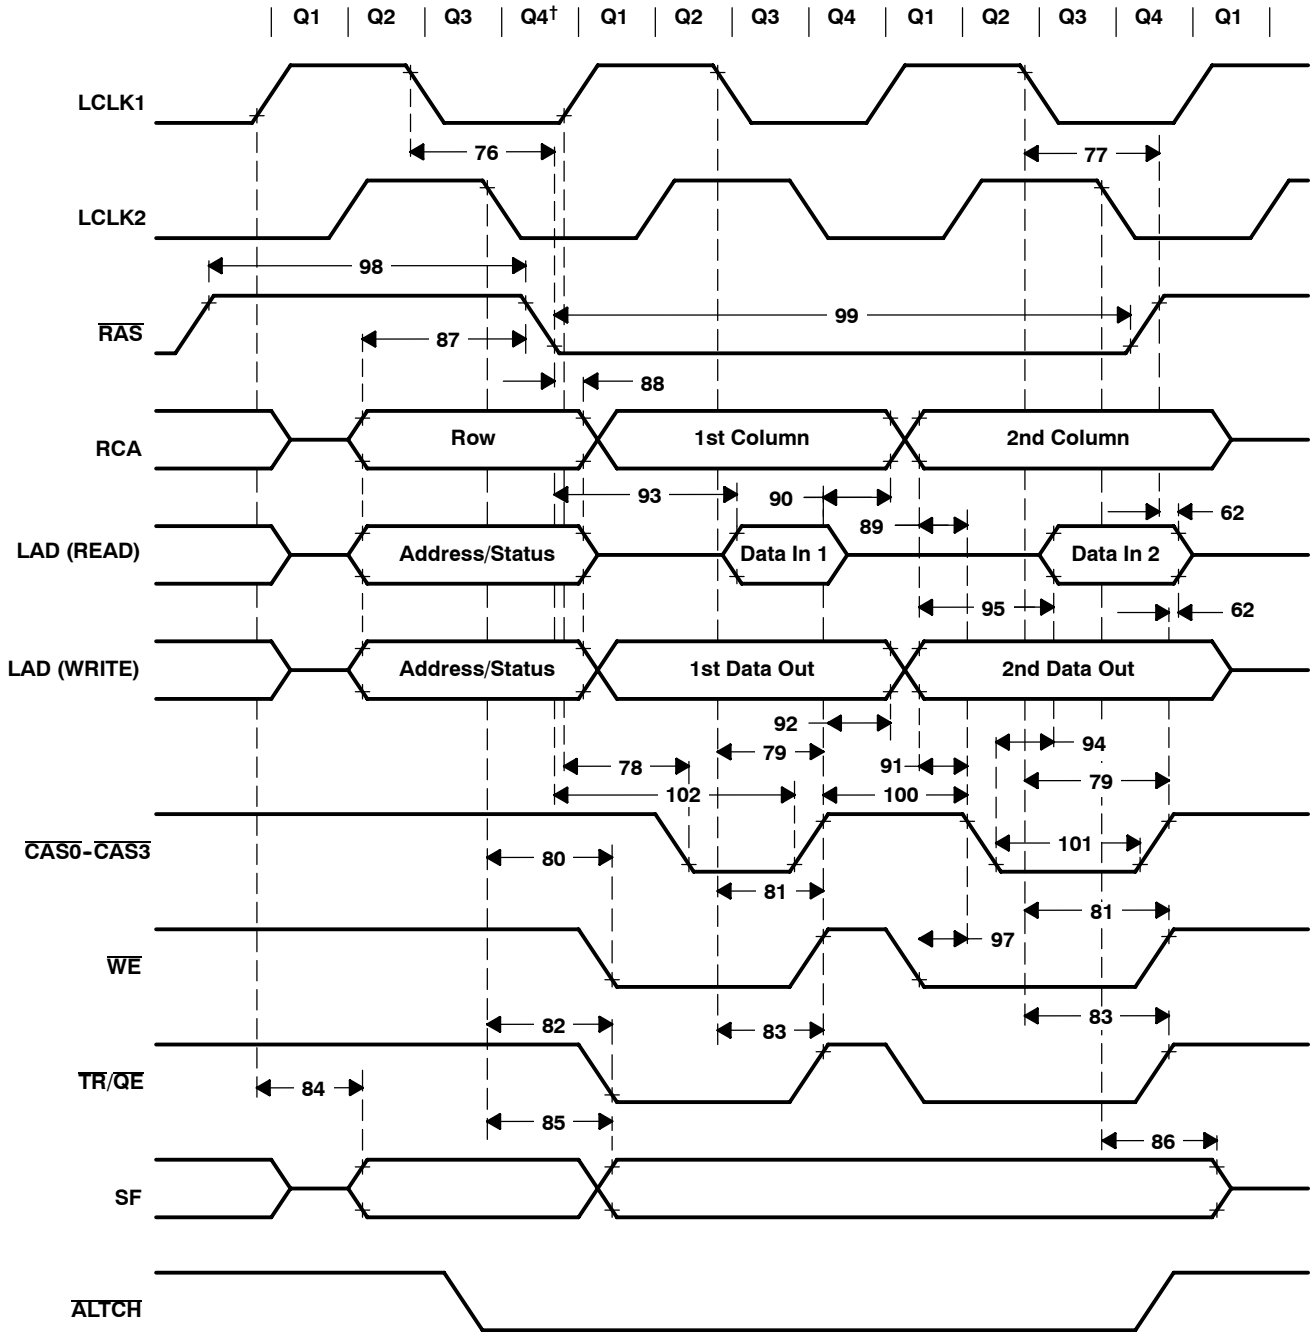 Q1 Q2 Q3 Q4† Q1 Q2 Q3 Q4 Q1 Q2 Q3 Q4 Q1
LCLK1
76 77
LCLK2
98
RAS
99
87
88
RCA
Row 1st Column 2nd Column
93 90
89 62
LAD (READ)
Address/Status Data In 1 Data In 2
95 62
LAD (WRITE)
Address/Status 1st Data Out 2nd Data Out
92
94
79
78 91
79
102 100
CAS0-CAS3
101
80
81
81
97
WE
83
82 83
TR/QE
84
85
86
SF
ALTCH